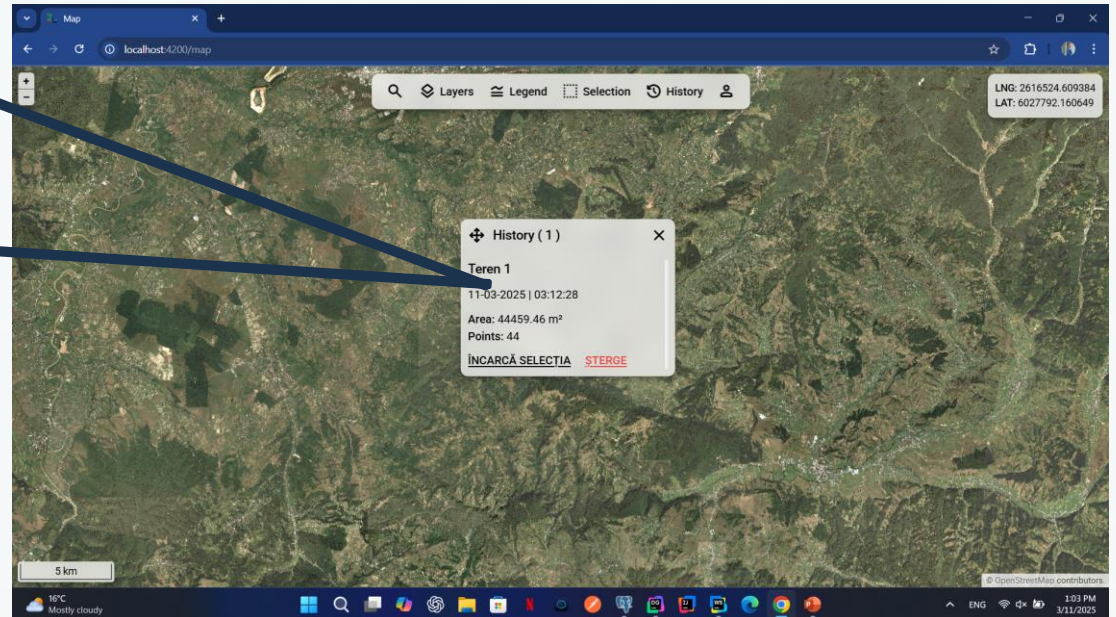 Map
localhost:4200/map
+
−
Layers
Legend
Selection
History
LNG: 2616524.609384
LAT: 6027792.160649
History ( 1 )
Teren 1
11-03-2025 | 03:12:28
Area: 44459.46 m²
Points: 44
ÎNCARCĂ SELECȚIA ȘTERGE
5 km
© OpenStreetMap contributors.
16°C
Mostly cloudy
ENG
1:03 PM
3/11/2025